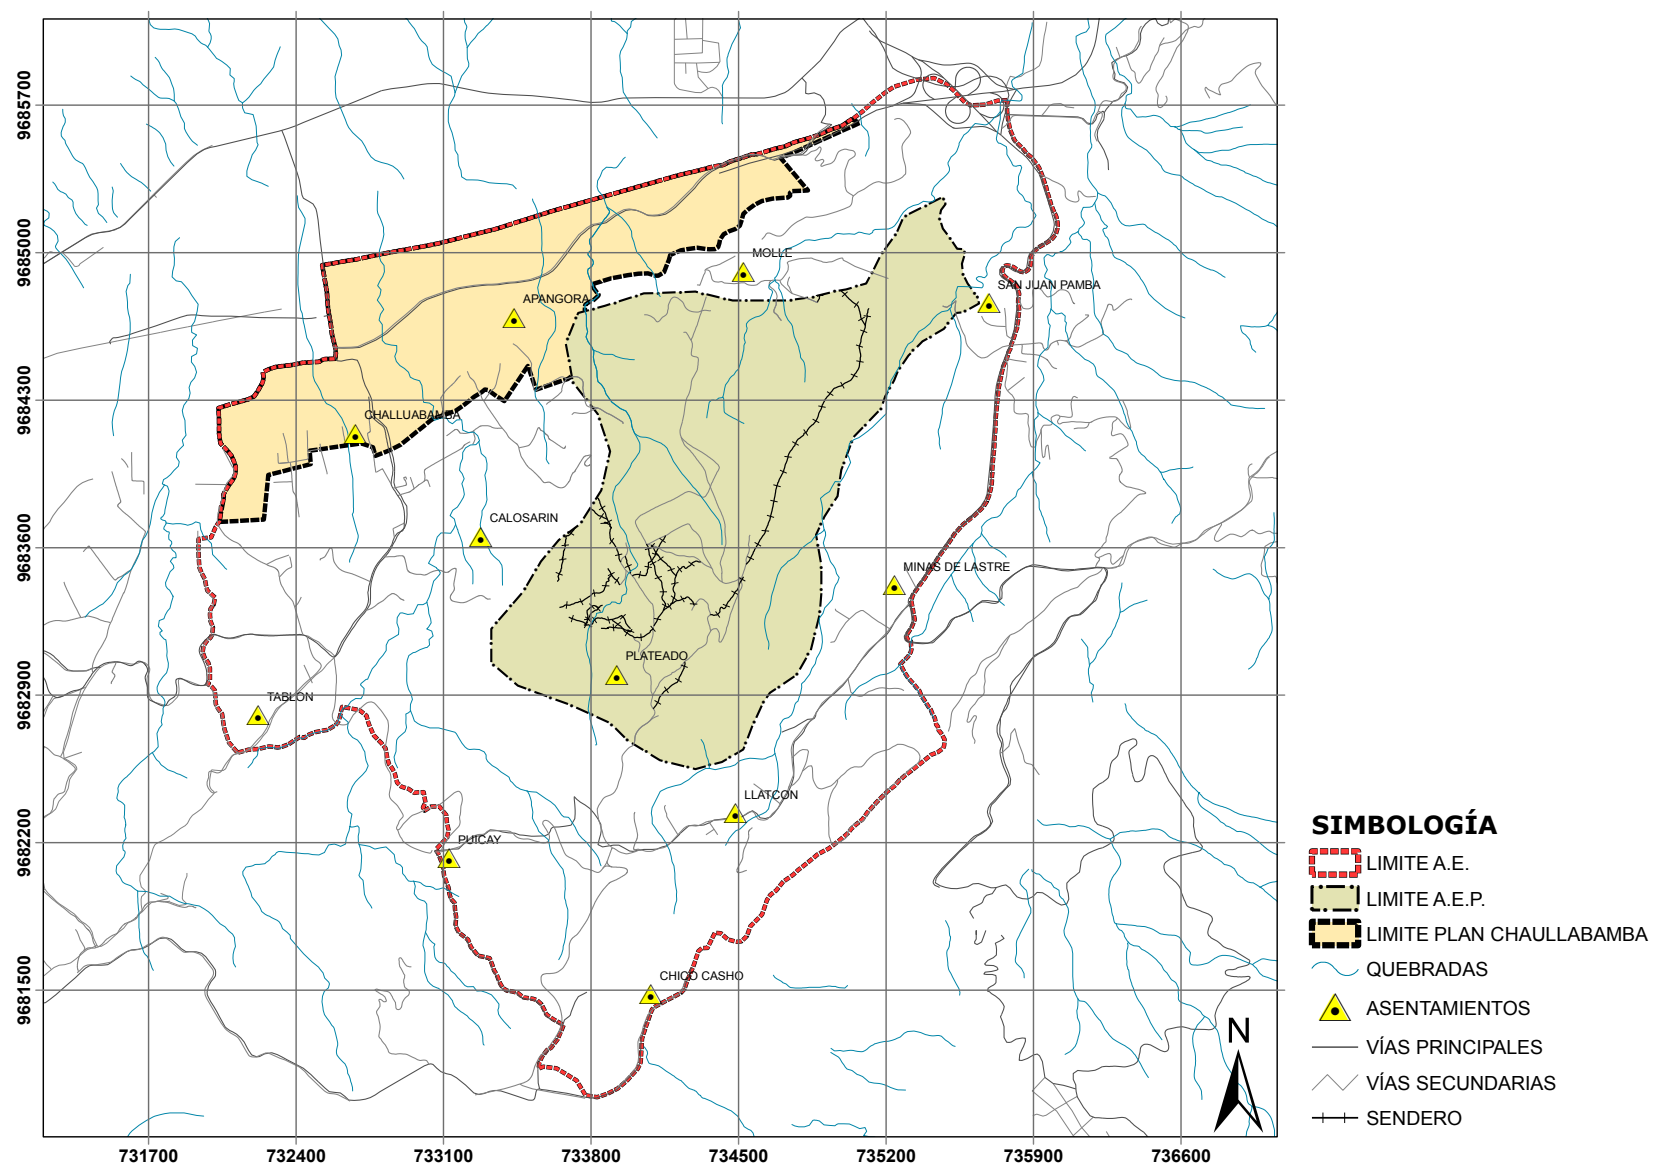 9685700
9685000
9684300
9683600
9682900
9682200
9681500
MOLLE
SAN JUAN PAMBA
APANGORA
CHALLUABAMBA
CALOSARIN
MINAS DE LASTRE
PLATEADO
TABLON
LLATCON
PUICAY
CHICO CASHO
731700
732400
733100
733800
734500
735200
735900
736600
N
SIMBOLOGÍA
LIMITE A.E.
LIMITE A.E.P.
LIMITE PLAN CHAULLABAMBA
QUEBRADAS
ASENTAMIENTOS
VÍAS PRINCIPALES
VÍAS SECUNDARIAS
SENDERO